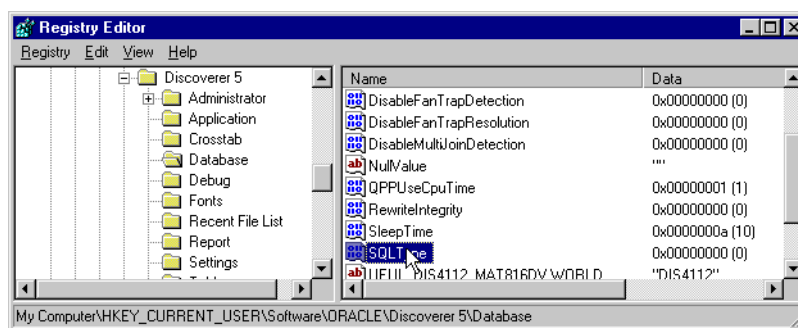 Registry Editor
Registry Edit View Help
Discoverer 5
Administrator
Application
Crosstab
Database
Debug
Fonts
Recent File List
Report
Settings
Name Data
DisableFanTrapDetection 0x00000000 (0)
DisableFanTrapResolution 0x00000000 (0)
DisableMultiJoinDetection 0x00000000 (0)
NullValue ""
QPPUseCpuTime 0x00000001 (1)
RewriteIntegrity 0x00000000 (0)
SleepTime 0x0000000a (10)
0x00000000 (0)
"DIS4112"
My Computer\HKEY_CURRENT_USER\Software\ORACLE\Discoverer 5\Database